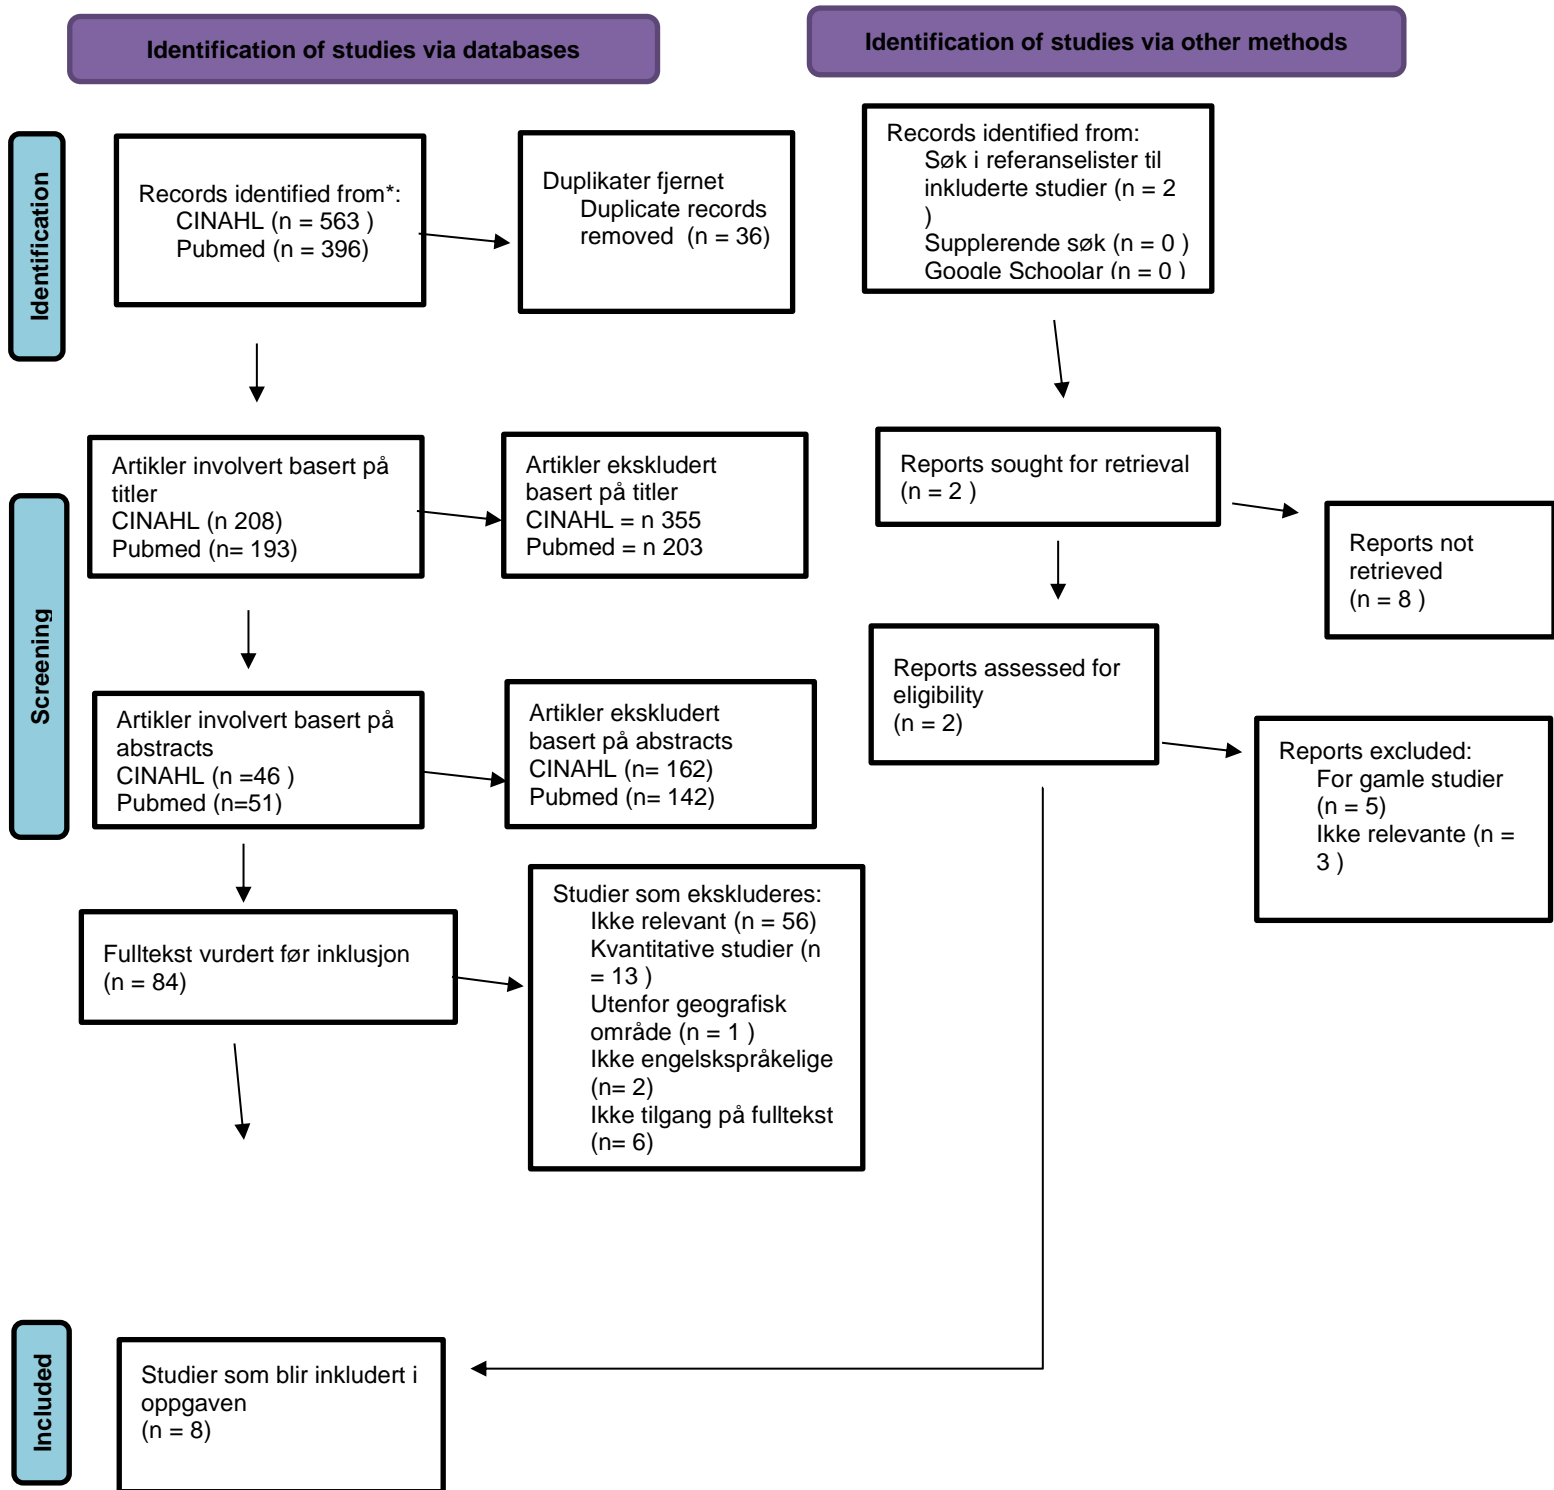 Identification of studies via databases
Identification of studies via other methods
Identification
Records identified from*:
CINAHL (n = 563 )
Pubmed (n = 396)
Duplikater fjernet
Duplicate records
removed  (n = 36)
Records identified from:
Søk i referanselister til
inkluderte studier (n = 2
)
Supplerende søk (n = 0 )
Google Schoolar (n = 0 )
Screening
Artikler involvert basert på
titler
CINAHL (n 208)
Pubmed (n= 193)
Artikler ekskludert
basert på titler
CINAHL = n 355
Pubmed = n 203
Reports sought for retrieval
(n = 2 )
Reports not
retrieved
(n = 8 )
Artikler involvert basert på
abstracts
CINAHL (n =46 )
Pubmed (n=51)
Artikler ekskludert
basert på abstracts
CINAHL (n= 162)
Pubmed (n= 142)
Reports assessed for
eligibility
(n = 2)
Reports excluded:
For gamle studier
(n = 5)
Ikke relevante (n =
3 )
Fulltekst vurdert før inklusjon
(n = 84)
Studier som ekskluderes:
Ikke relevant (n = 56)
Kvantitative studier (n
= 13 )
Utenfor geografisk
område (n = 1 )
Ikke engelskspråkelige
(n= 2)
Ikke tilgang på fulltekst
(n= 6)
Included
Studier som blir inkludert i
oppgaven
(n = 8)